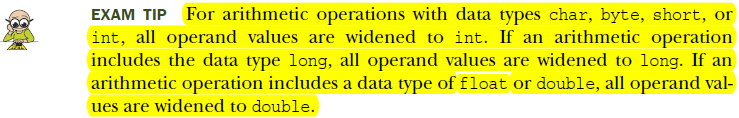 EXAM TIP For arithmetic operations with data types char, byte, short, or
int, all operand values are widened to int. If an arithmetic operation
includes the data type long, all operand values are widened to long. If an
arithmetic operation includes a data type of float or double, all operand val-
ues are widened to double.